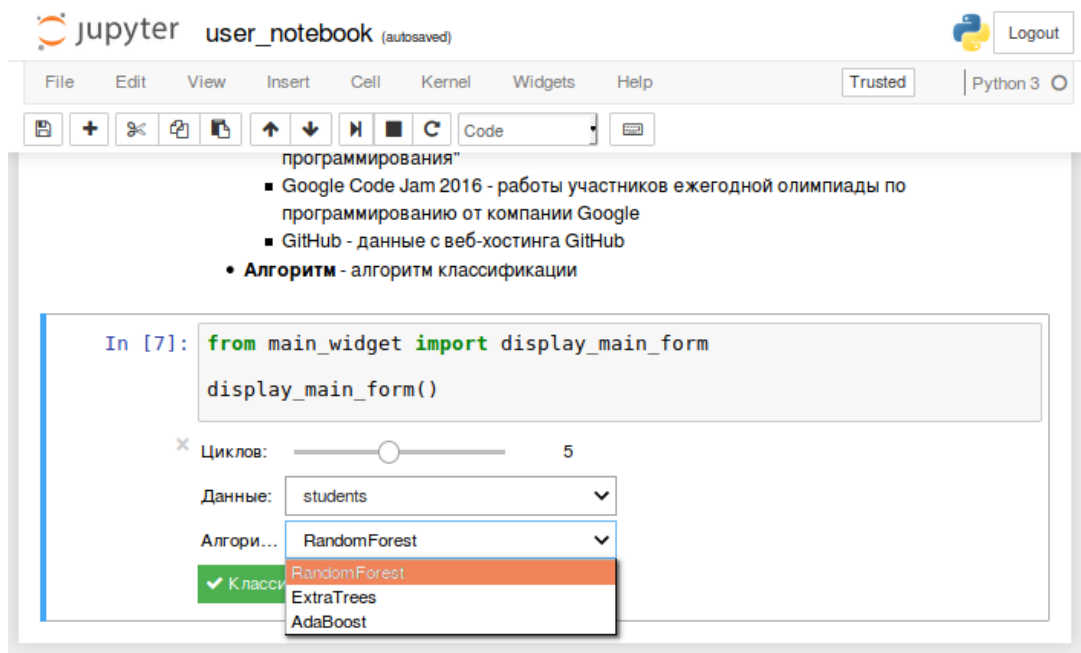 jupyter user_notebook (autosaved) Logout
File Edit View Insert Cell Kernel Widgets Help Trusted Python 3
Code
программирования"
Google Code Jam 2016 - работы участников ежегодной олимпиады по
программированию от компании Google
GitHub - данные с веб-хостинга GitHub
Алгоритм - алгоритм классификации
In [7]: from main_widget import display_main_form
display_main_form()
Циклов: 5
Данные: students
Алгори... RandomForest
RandomForest
Класси
ExtraTrees
AdaBoost